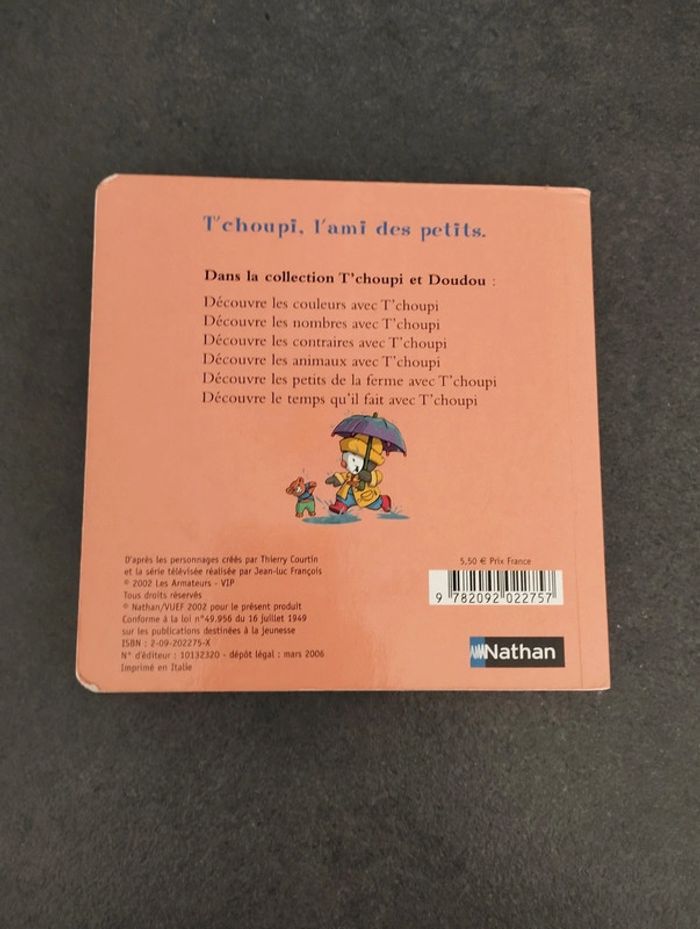 T'choupi, l'ami des petits.
Dans la collection T'choupi et Doudou :
Découvre les couleurs avec T'choupi
Découvre les nombres avec T'choupi
Découvre les contraires avec T'choupi
Découvre les animaux avec T'choupi
Découvre les petits de la ferme avec T'choupi
Découvre le temps qu'il fait avec T'choupi
D'après les personnages créés par Thierry Courtin
et la série télévisée réalisée par Jean-luc François
© 2002 Les Armateurs - VIP
Tous droits réservés
© Nathan/VUEF 2002 pour le présent produit
Conforme à la loi n°49.956 du 16 juillet 1949
sur les publications destinées à la jeunesse
ISBN : 2-09-202275-X
N° d'éditeur : 10132320 - dépôt légal : mars 2006
Imprimé en Italie
5,50 € Prix France
9 782092 022757
Nathan